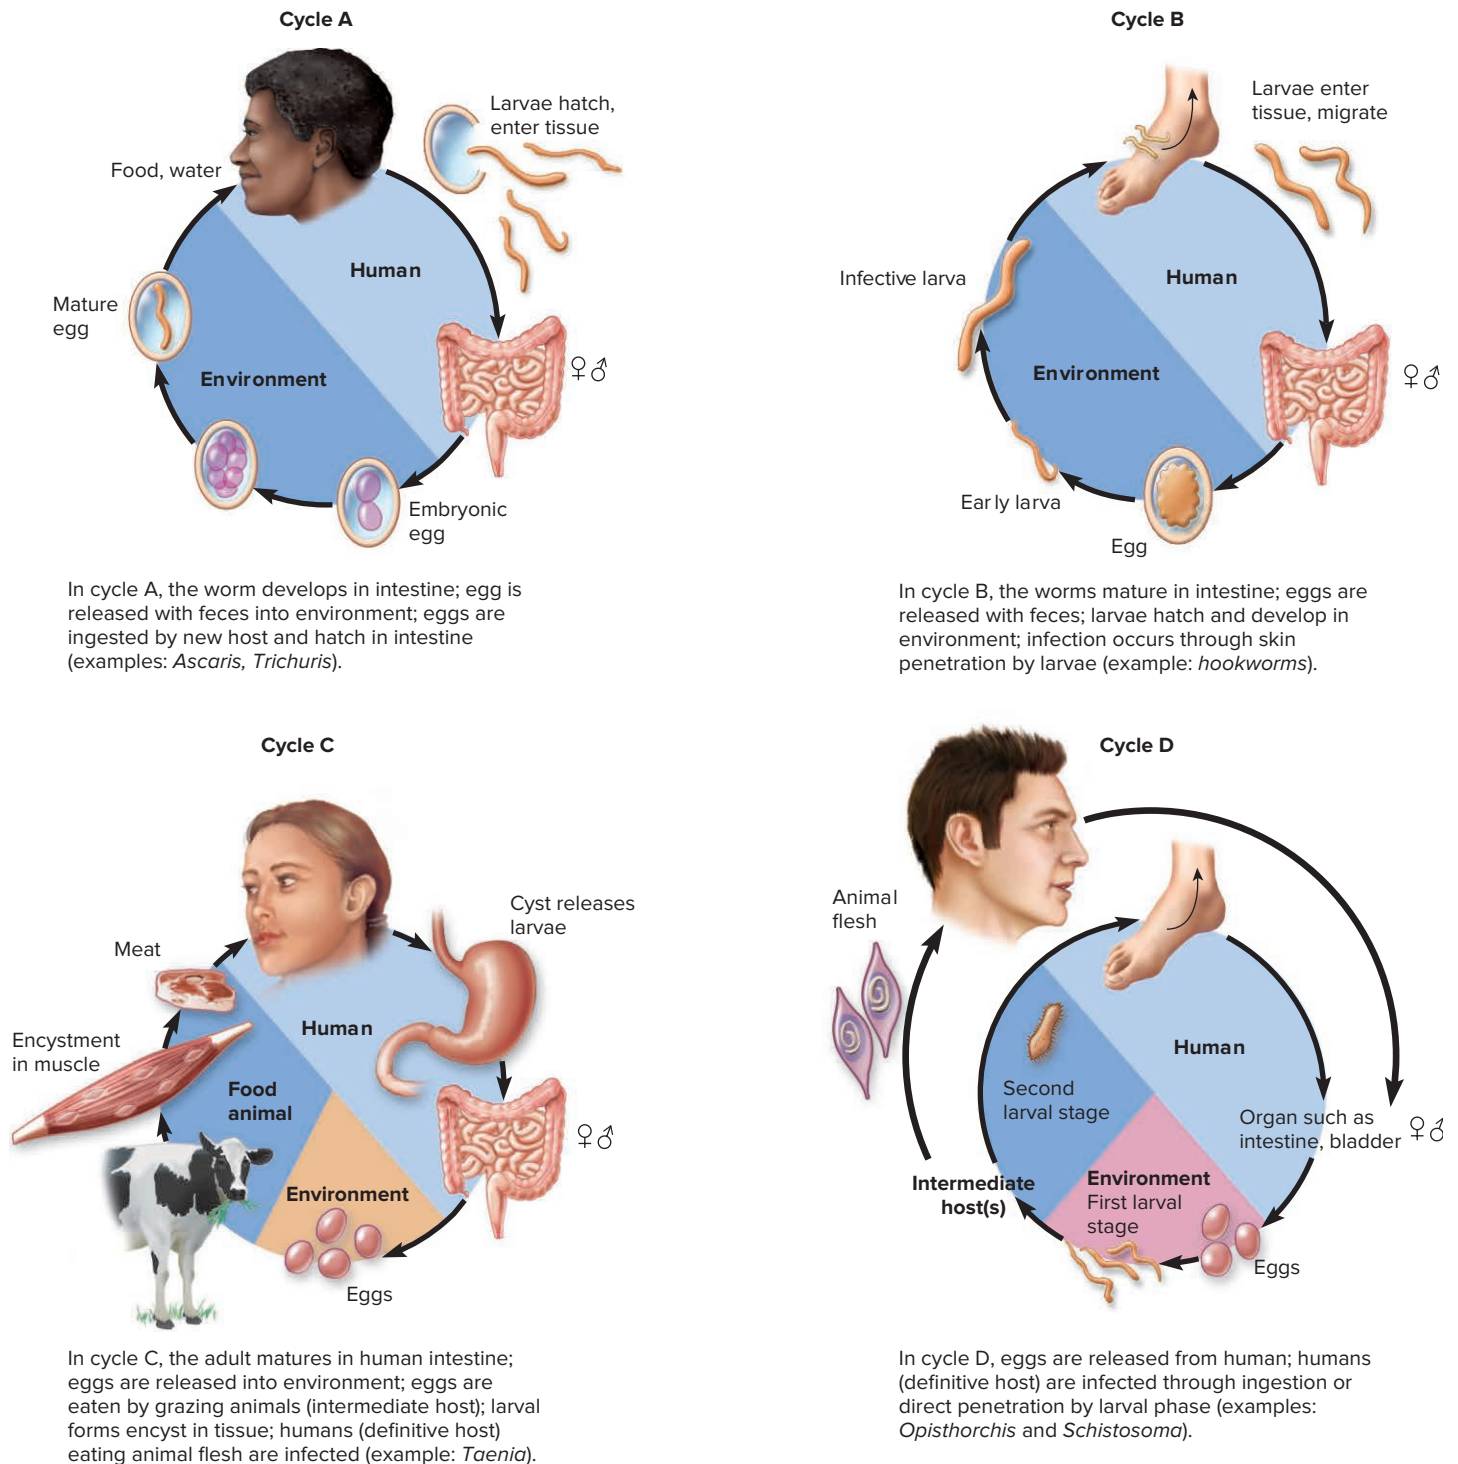 Cycle A
Larvae hatch,
enter tissue
Food, water
Human
Mature
egg
Environment
♀♂
Embryonic
egg
In cycle A, the worm develops in intestine; egg is
released with feces into environment; eggs are
ingested by new host and hatch in intestine
(examples: Ascaris, Trichuris).
Cycle B
Larvae enter
tissue, migrate
Infective larva
Human
Environment
♀♂
Early larva
Egg
In cycle B, the worms mature in intestine; eggs are
released with feces; larvae hatch and develop in
environment; infection occurs through skin
penetration by larvae (example: hookworms).
Cycle C
Cyst releases
larvae
Meat
Human
Encystment
in muscle
Food
animal
♀♂
Environment
Eggs
In cycle C, the adult matures in human intestine;
eggs are released into environment; eggs are
eaten by grazing animals (intermediate host); larval
forms encyst in tissue; humans (definitive host)
eating animal flesh are infected (example: Taenia).
Cycle D
Animal
flesh
Human
Second
larval stage
Organ such as
intestine, bladder
♀♂
Intermediate
host(s)
Environment
First larval
stage
Eggs
In cycle D, eggs are released from human; humans
(definitive host) are infected through ingestion or
direct penetration by larval phase (examples:
Opisthorchis and Schistosoma).